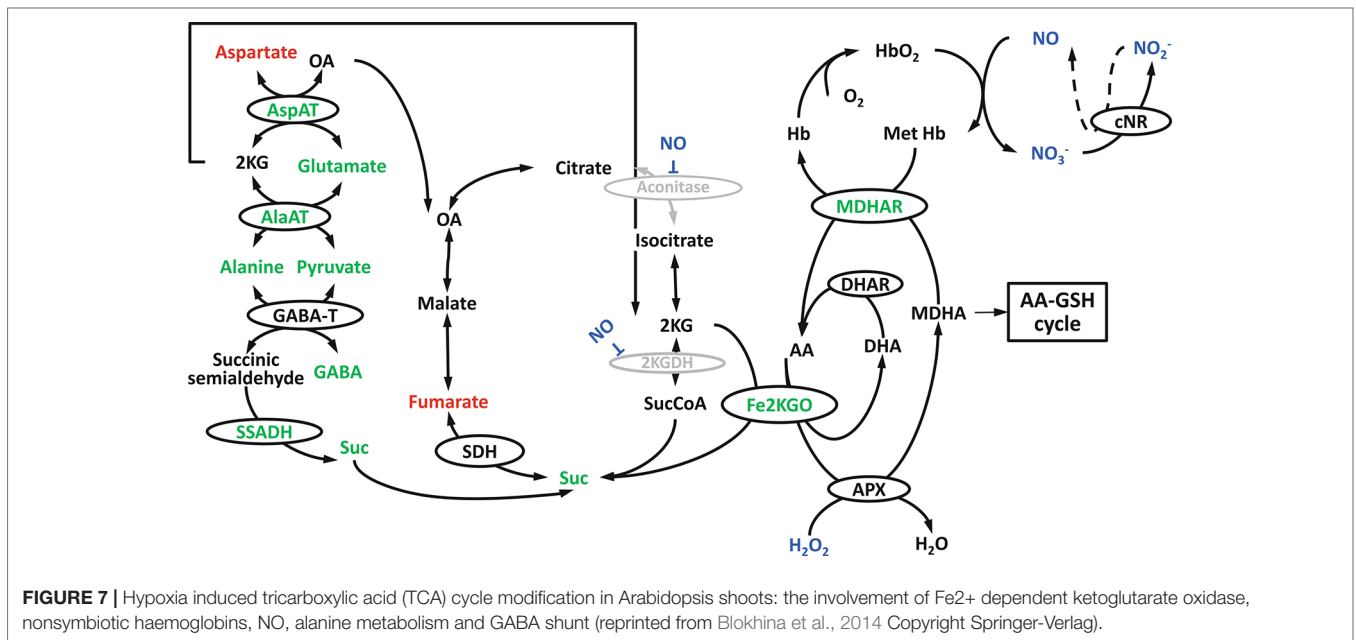 Aspartate
OA
AspAT
2KG
Glutamate
AlaAT
Alanine
Pyruvate
GABA-T
Succinic
semialdehyde
GABA
SSADH
Suc
OA
Malate
Fumarate
SDH
Suc
Citrate
NO
Aconitase
Isocitrate
2KG
NO
2KGDH
SucCoA
Fe2KGO
HbO₂
O₂
Hb
Met Hb
MDHAR
NO
NO₂⁻
cNR
NO₃⁻
DHAR
AA
DHA
MDHA
AA-GSH
cycle
APX
H₂O₂
H₂O
FIGURE 7 | Hypoxia induced tricarboxylic acid (TCA) cycle modification in Arabidopsis shoots: the involvement of Fe2+ dependent ketoglutarate oxidase,
nonsymbiotic haemoglobins, NO, alanine metabolism and GABA shunt (reprinted from Blokhina et al., 2014 Copyright Springer-Verlag).